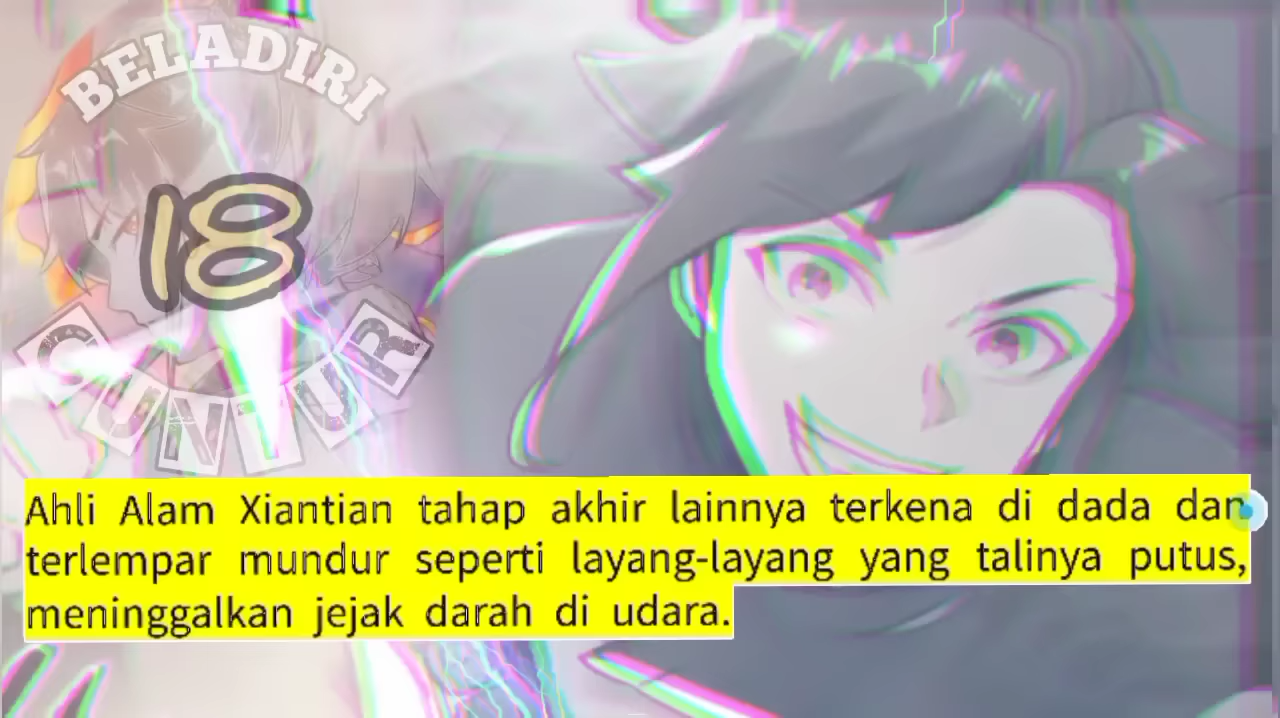 BELADIRI
18
GUNTUR
Ahli Alam Xiantian tahap akhir lainnya terkena di dada dan
terlempar mundur seperti layang-layang yang talinya putus,
meninggalkan jejak darah di udara.